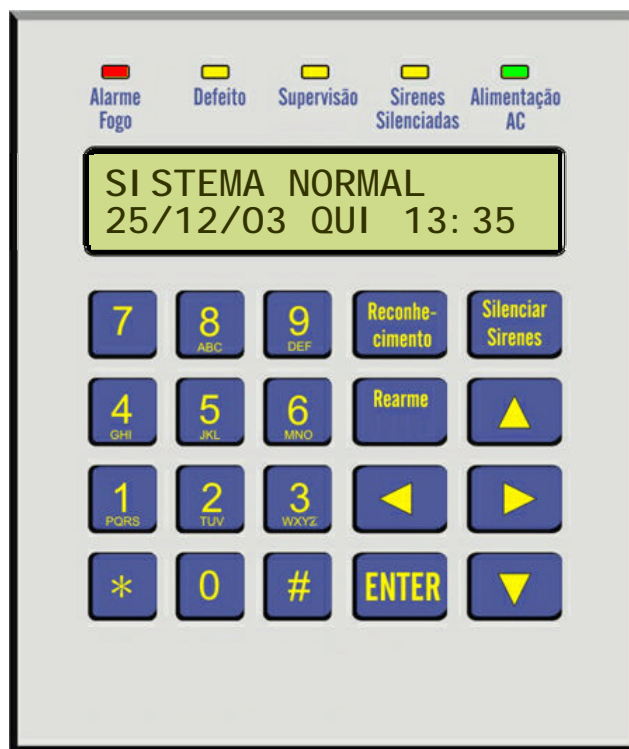 Alarme Fogo
Defeito
Supervisão
Sirenes Silenciadas
Alimentação AC
SISTEMA NORMAL
25/12/03 QUI 13:35
7
8 ABC
9 DEF
Reconhe-
cimento
Silenciar
Sirenes
4 GHI
5 JKL
6 MNO
Rearme
1 PQRS
2 TUV
3 WXYZ
* 0 # ENTER